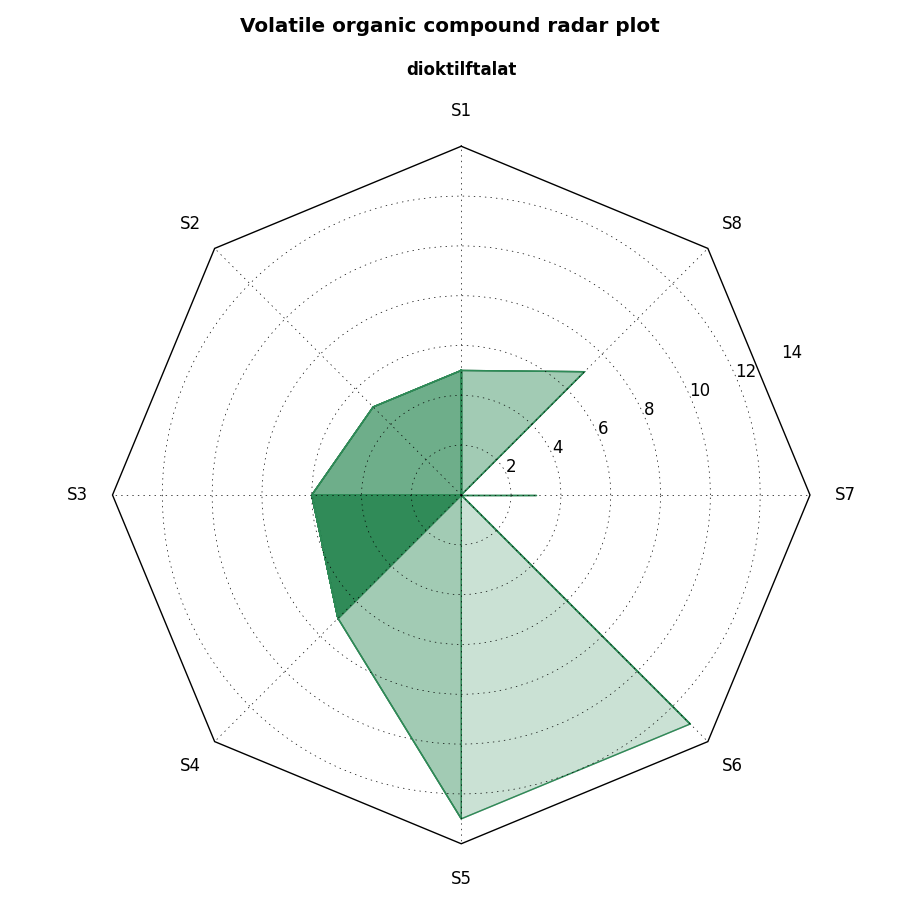 Volatile organic compound radar plot
dioktilftalat
S1
S2
S8
14
12
10
8
6
4
2
S3
S7
S4
S6
S5